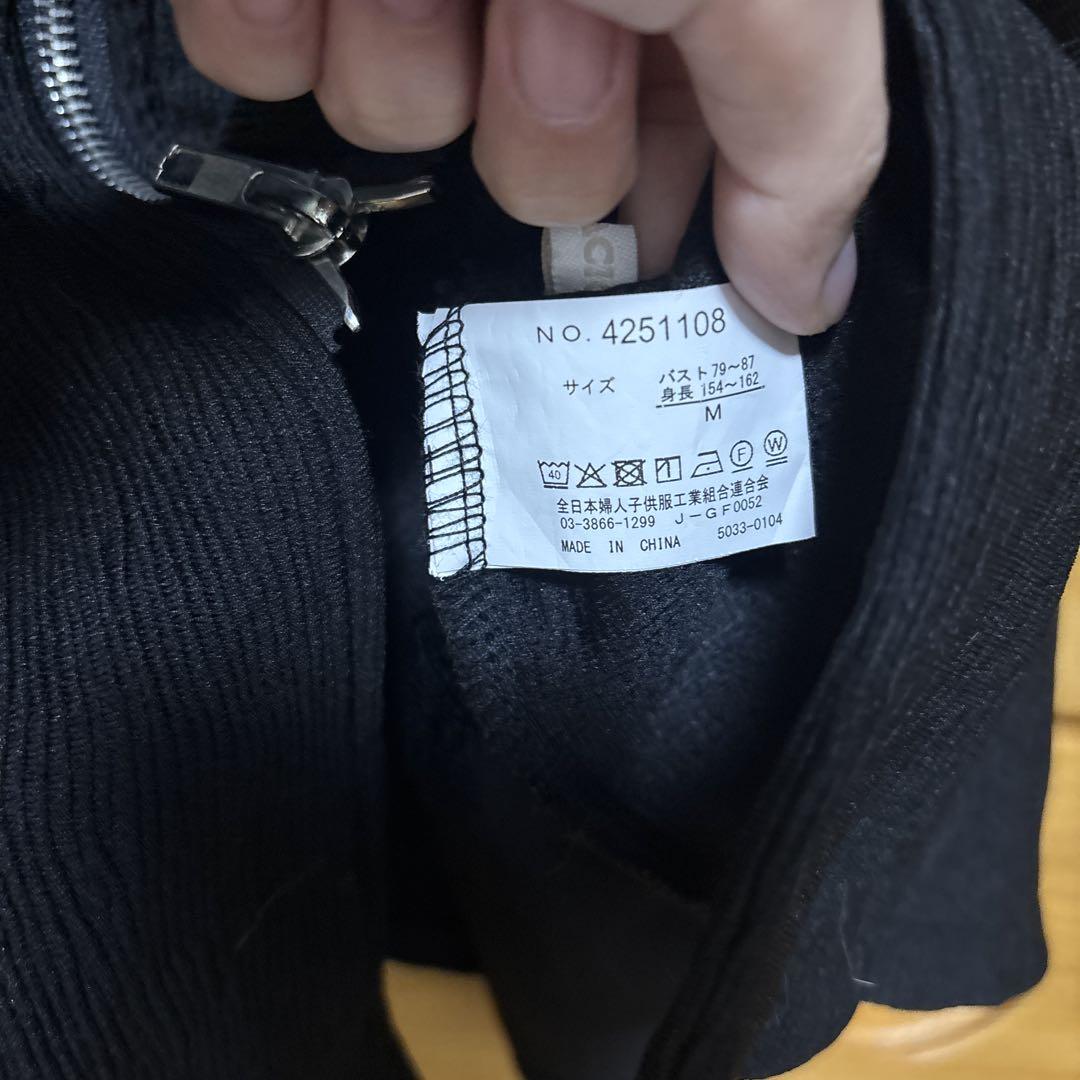 NO. 4251108
サイズ
バスト79~87
身長 154~162
M
40 F W
全日本婦人子供服工業組合連合会
03-3866-1299 J-GF0052
MADE IN CHINA 5033-0104